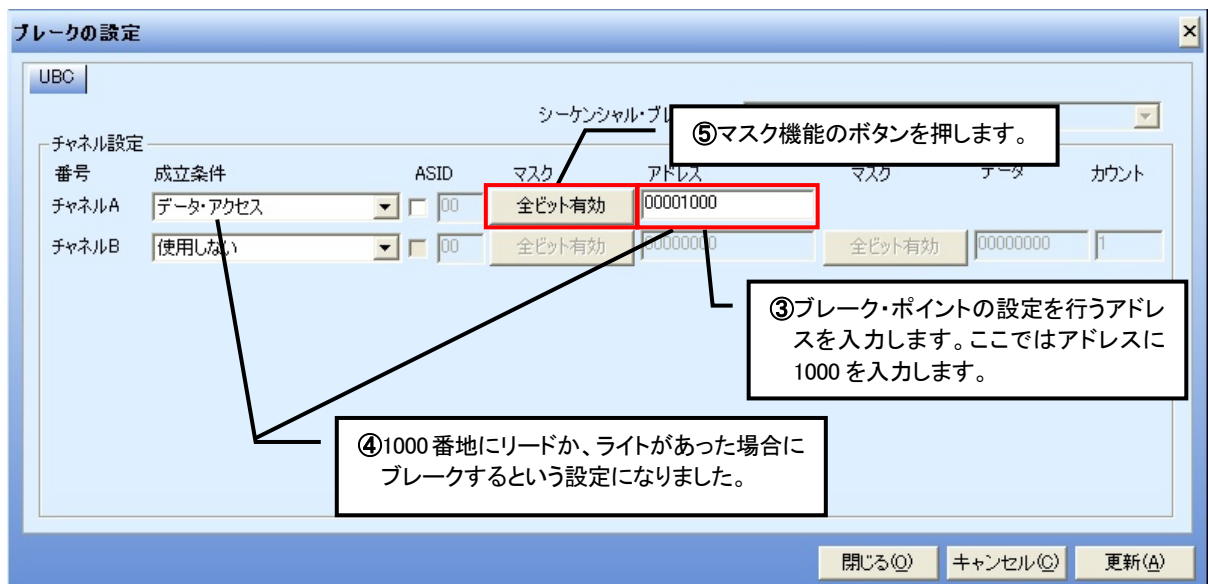 ブレークの設定
UBC
シーケンシャル・ブレ
⑤マスク機能のボタンを押します。
チャネル設定
番号 成立条件 ASID マスク アドレス マスク データ カウント
チャネルA データ・アクセス 00 全ビット有効 00001000
チャネルB 使用しない 00 全ビット有効 00000000 全ビット有効 00000000 1
③ブレーク・ポイントの設定を行うアドレ
スを入力します。ここではアドレスに
1000 を入力します。
④1000 番地にリードか、ライトがあった場合に
ブレークするという設定になりました。
閉じる(O) キャンセル(C) 更新(A)